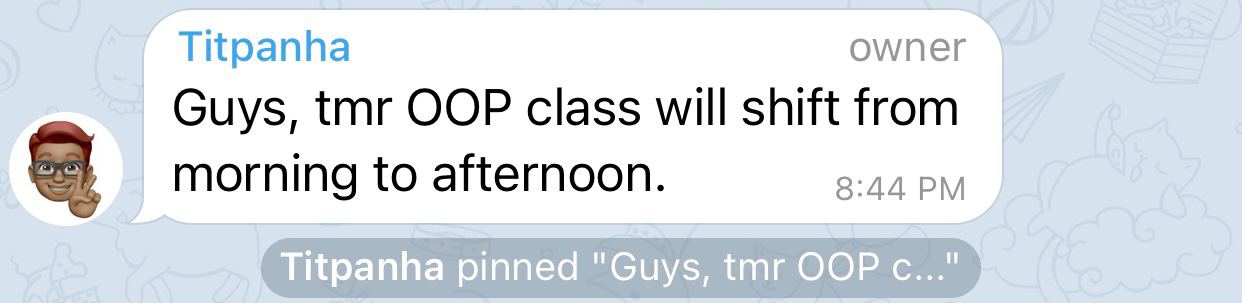 Titpanha owner
Guys, tmr OOP class will shift from
morning to afternoon.
8:44 PM
Titpanha pinned "Guys, tmr OOP c..."